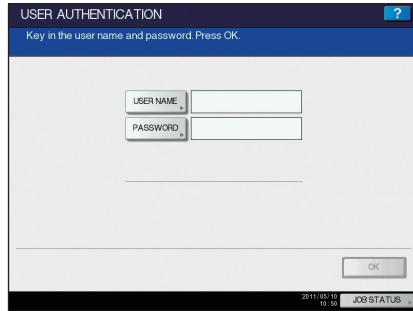 USER AUTHENTICATION ?
Key in the user name and password. Press OK.
USER NAME
PASSWORD
OK
2011/05/10
10:50
JOB STATUS